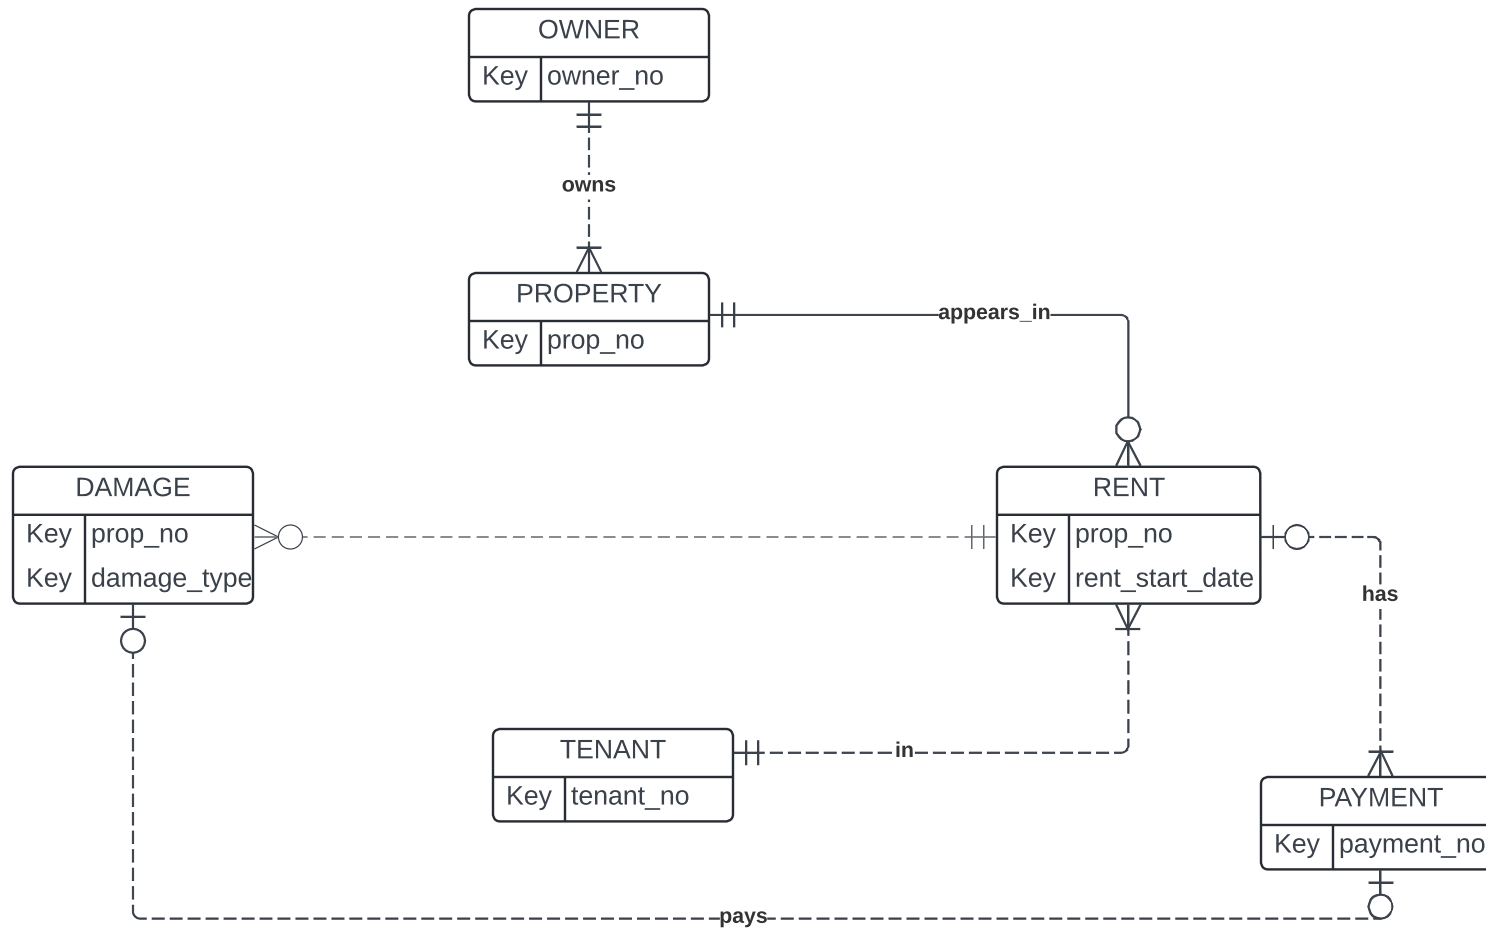 OWNER
Key owner_no
owns
PROPERTY
Key prop_no
appears_in
DAMAGE
Key prop_no
Key damage_type
RENT
Key prop_no
Key rent_start_date
has
TENANT
Key tenant_no
in
PAYMENT
Key payment_no
pays